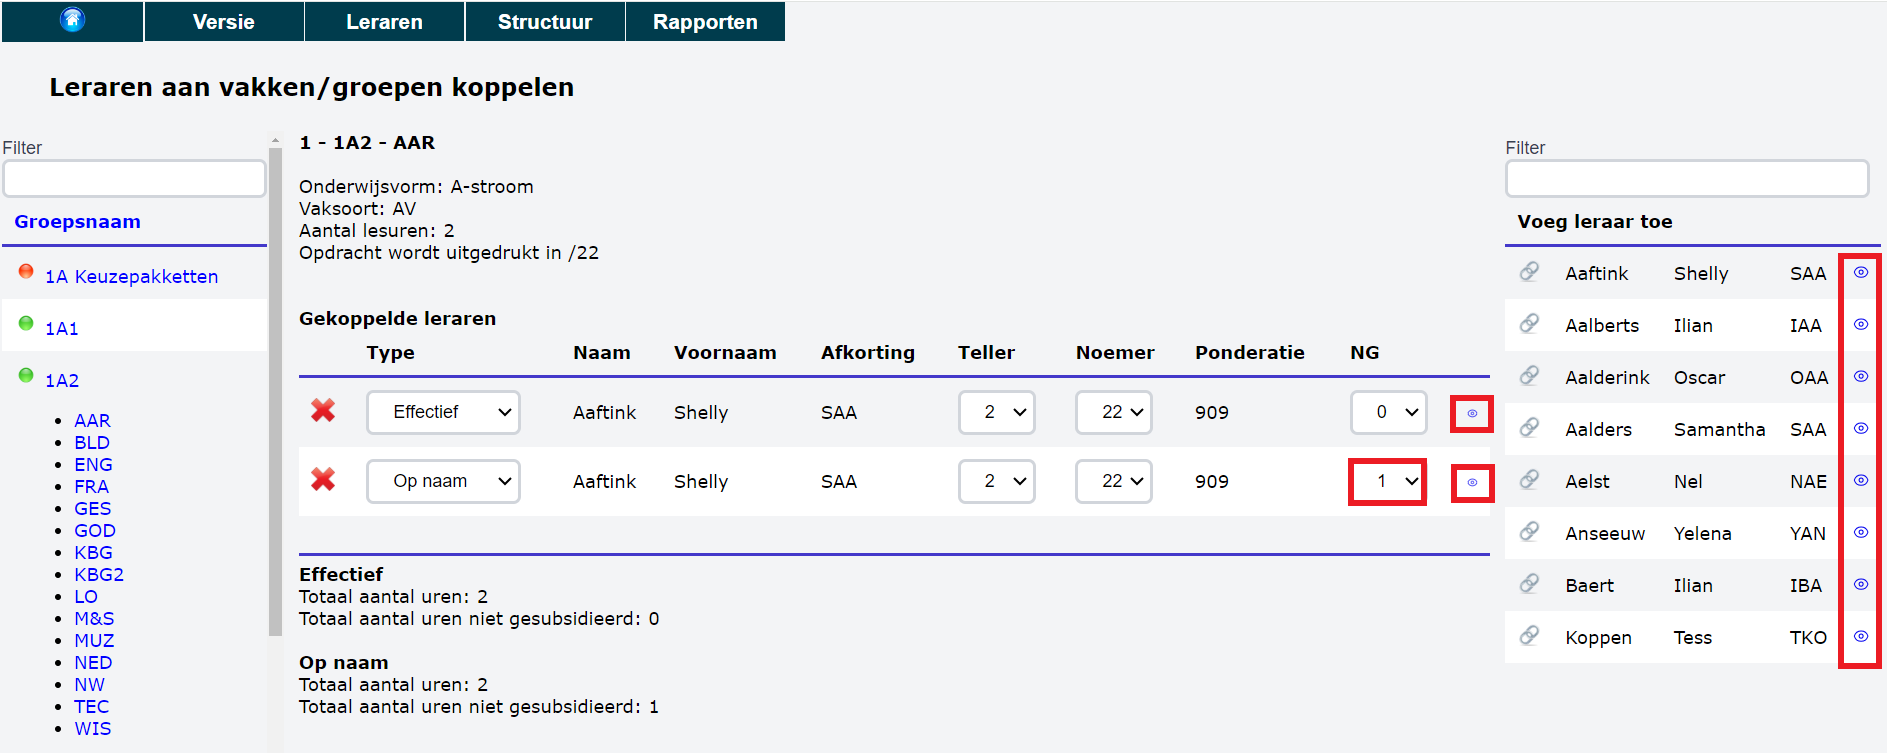 Versie Leraren Structuur Rapporten
Leraren aan vakken/groepen koppelen
Filter
Groepsnaam
1A Keuzepakketten
1A1
1A2
AAR
BLD
ENG
FRA
GES
GOD
KBG
KBG2
LO
M&S
MUZ
NED
NW
TEC
WIS
1 - 1A2 - AAR
Onderwijsvorm: A-stroom
Vaksoort: AV
Aantal lesuren: 2
Opdracht wordt uitgedrukt in /22
Gekoppelde leraren
Type Naam Voornaam Afkorting Teller Noemer Ponderatie NG
Effectief Aaftink Shelly SAA 2 22 909 0
Op naam Aaftink Shelly SAA 2 22 909 1
Effectief
Totaal aantal uren: 2
Totaal aantal uren niet gesubsidieerd: 0
Op naam
Totaal aantal uren: 2
Totaal aantal uren niet gesubsidieerd: 1
Filter
Voeg leraar toe
Aaftink Shelly SAA
Aalberts Ilian IAA
Aalderink Oscar OAA
Aalders Samantha SAA
Aelst Nel NAE
Anseeuw Yelena YAN
Baert Ilian IBA
Koppen Tess TKO